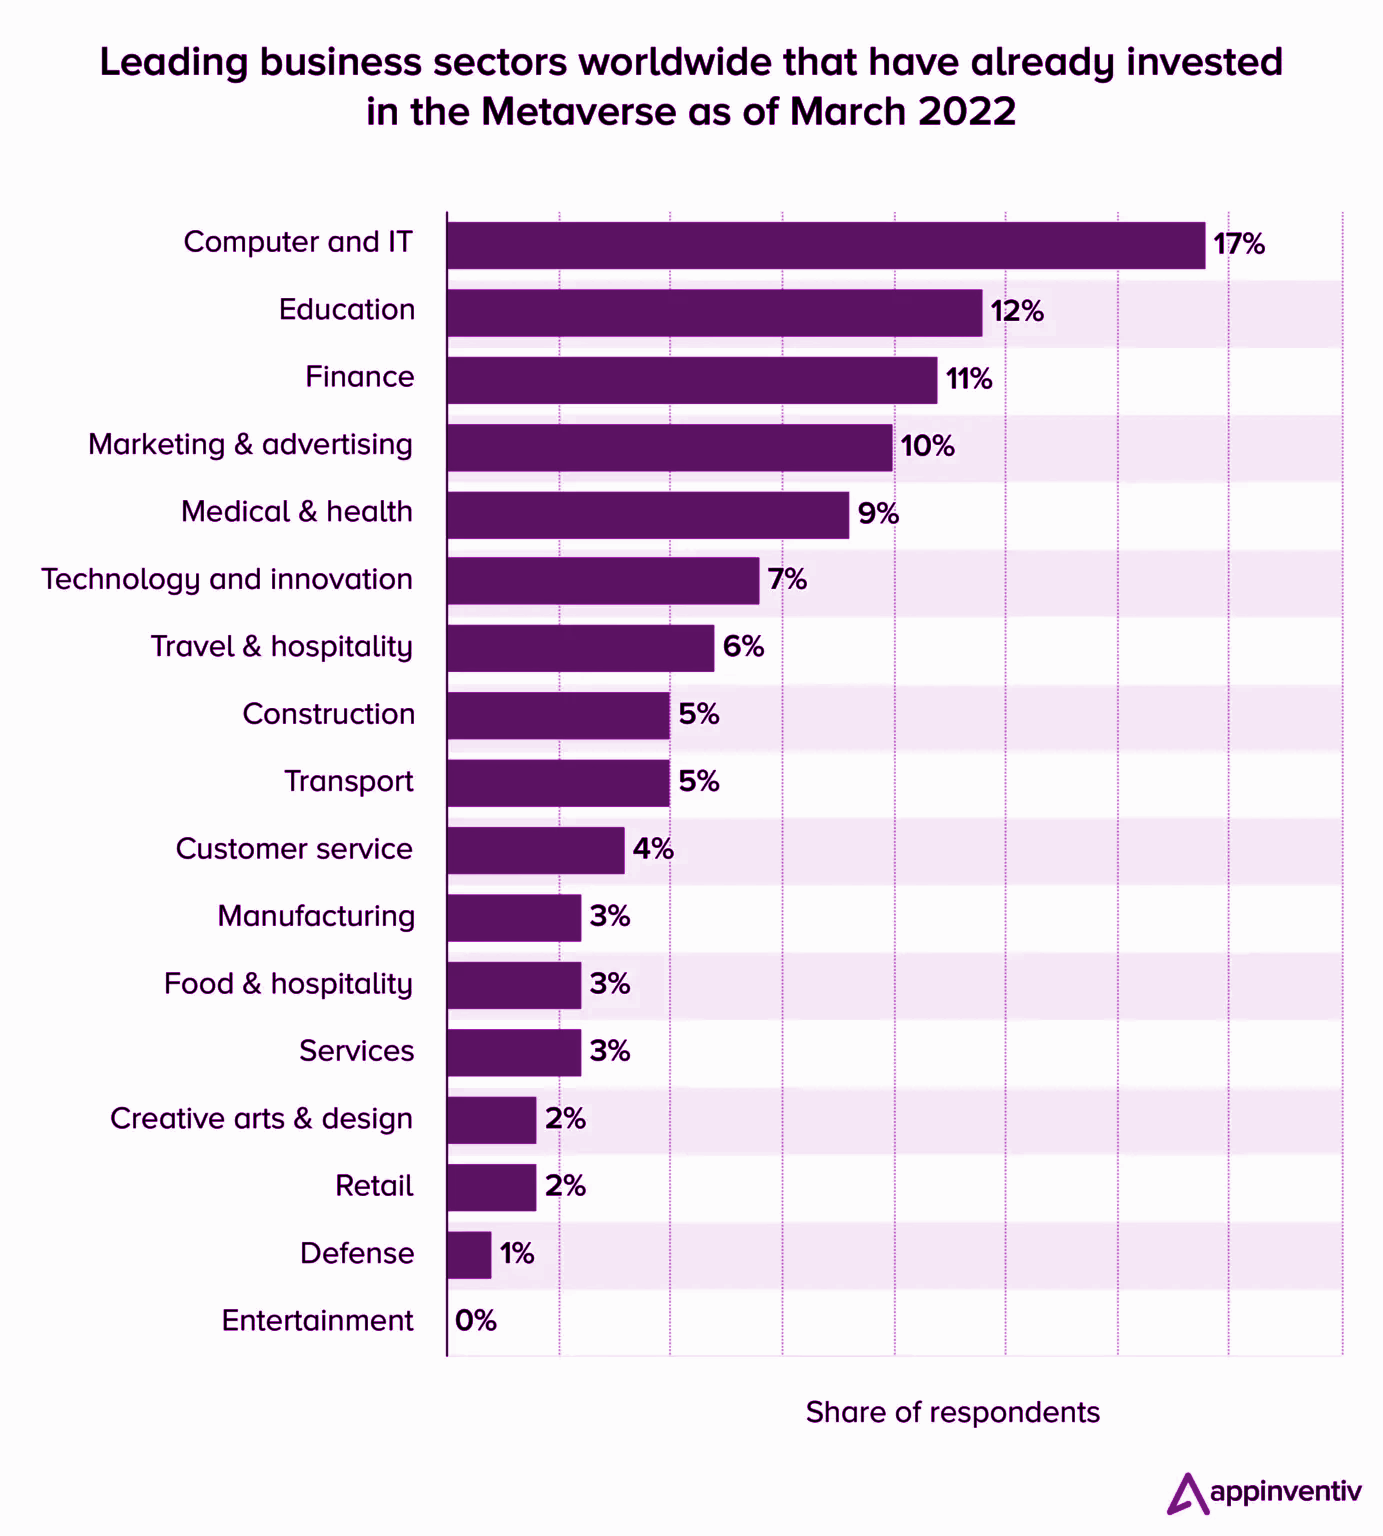 Leading business sectors worldwide that have already invested
in the Metaverse as of March 2022
Computer and IT 17%
Education 12%
Finance 11%
Marketing & advertising 10%
Medical & health 9%
Technology and innovation 7%
Travel & hospitality 6%
Construction 5%
Transport 5%
Customer service 4%
Manufacturing 3%
Food & hospitality 3%
Services 3%
Creative arts & design 2%
Retail 2%
Defense 1%
Entertainment 0%
Share of respondents
appinventiv